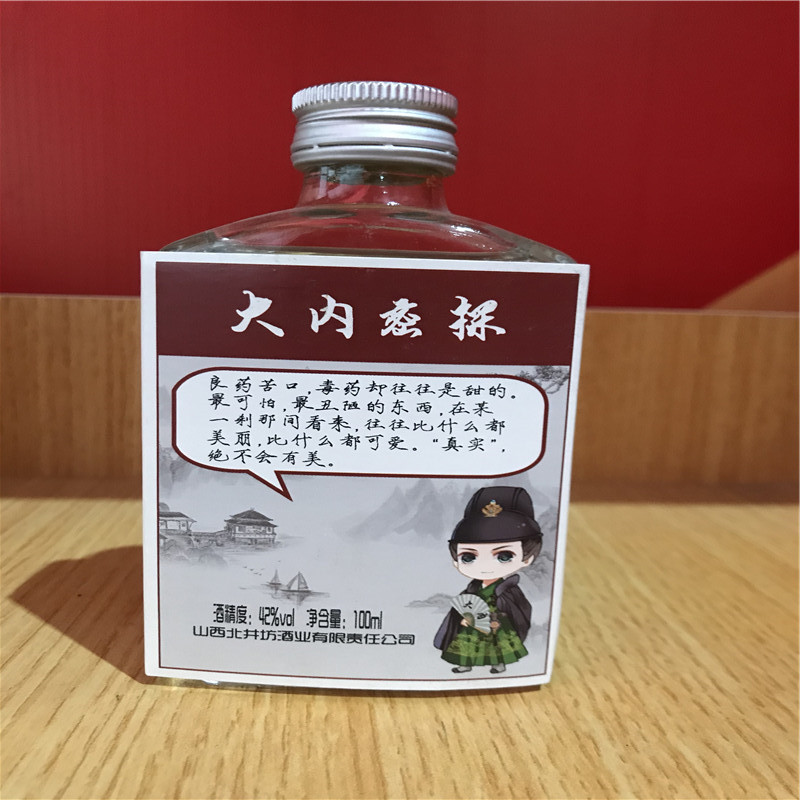 大内密探
良药苦口,毒药却往往是甜的。
最可怕,最丑陋的东西,在某
一刹那间看来,往往比什么都
美丽,比什么都可爱。“真实”,
绝不会有美。
酒精度:42%vol 净含量:100ml
山西北井坊酒业有限责任公司